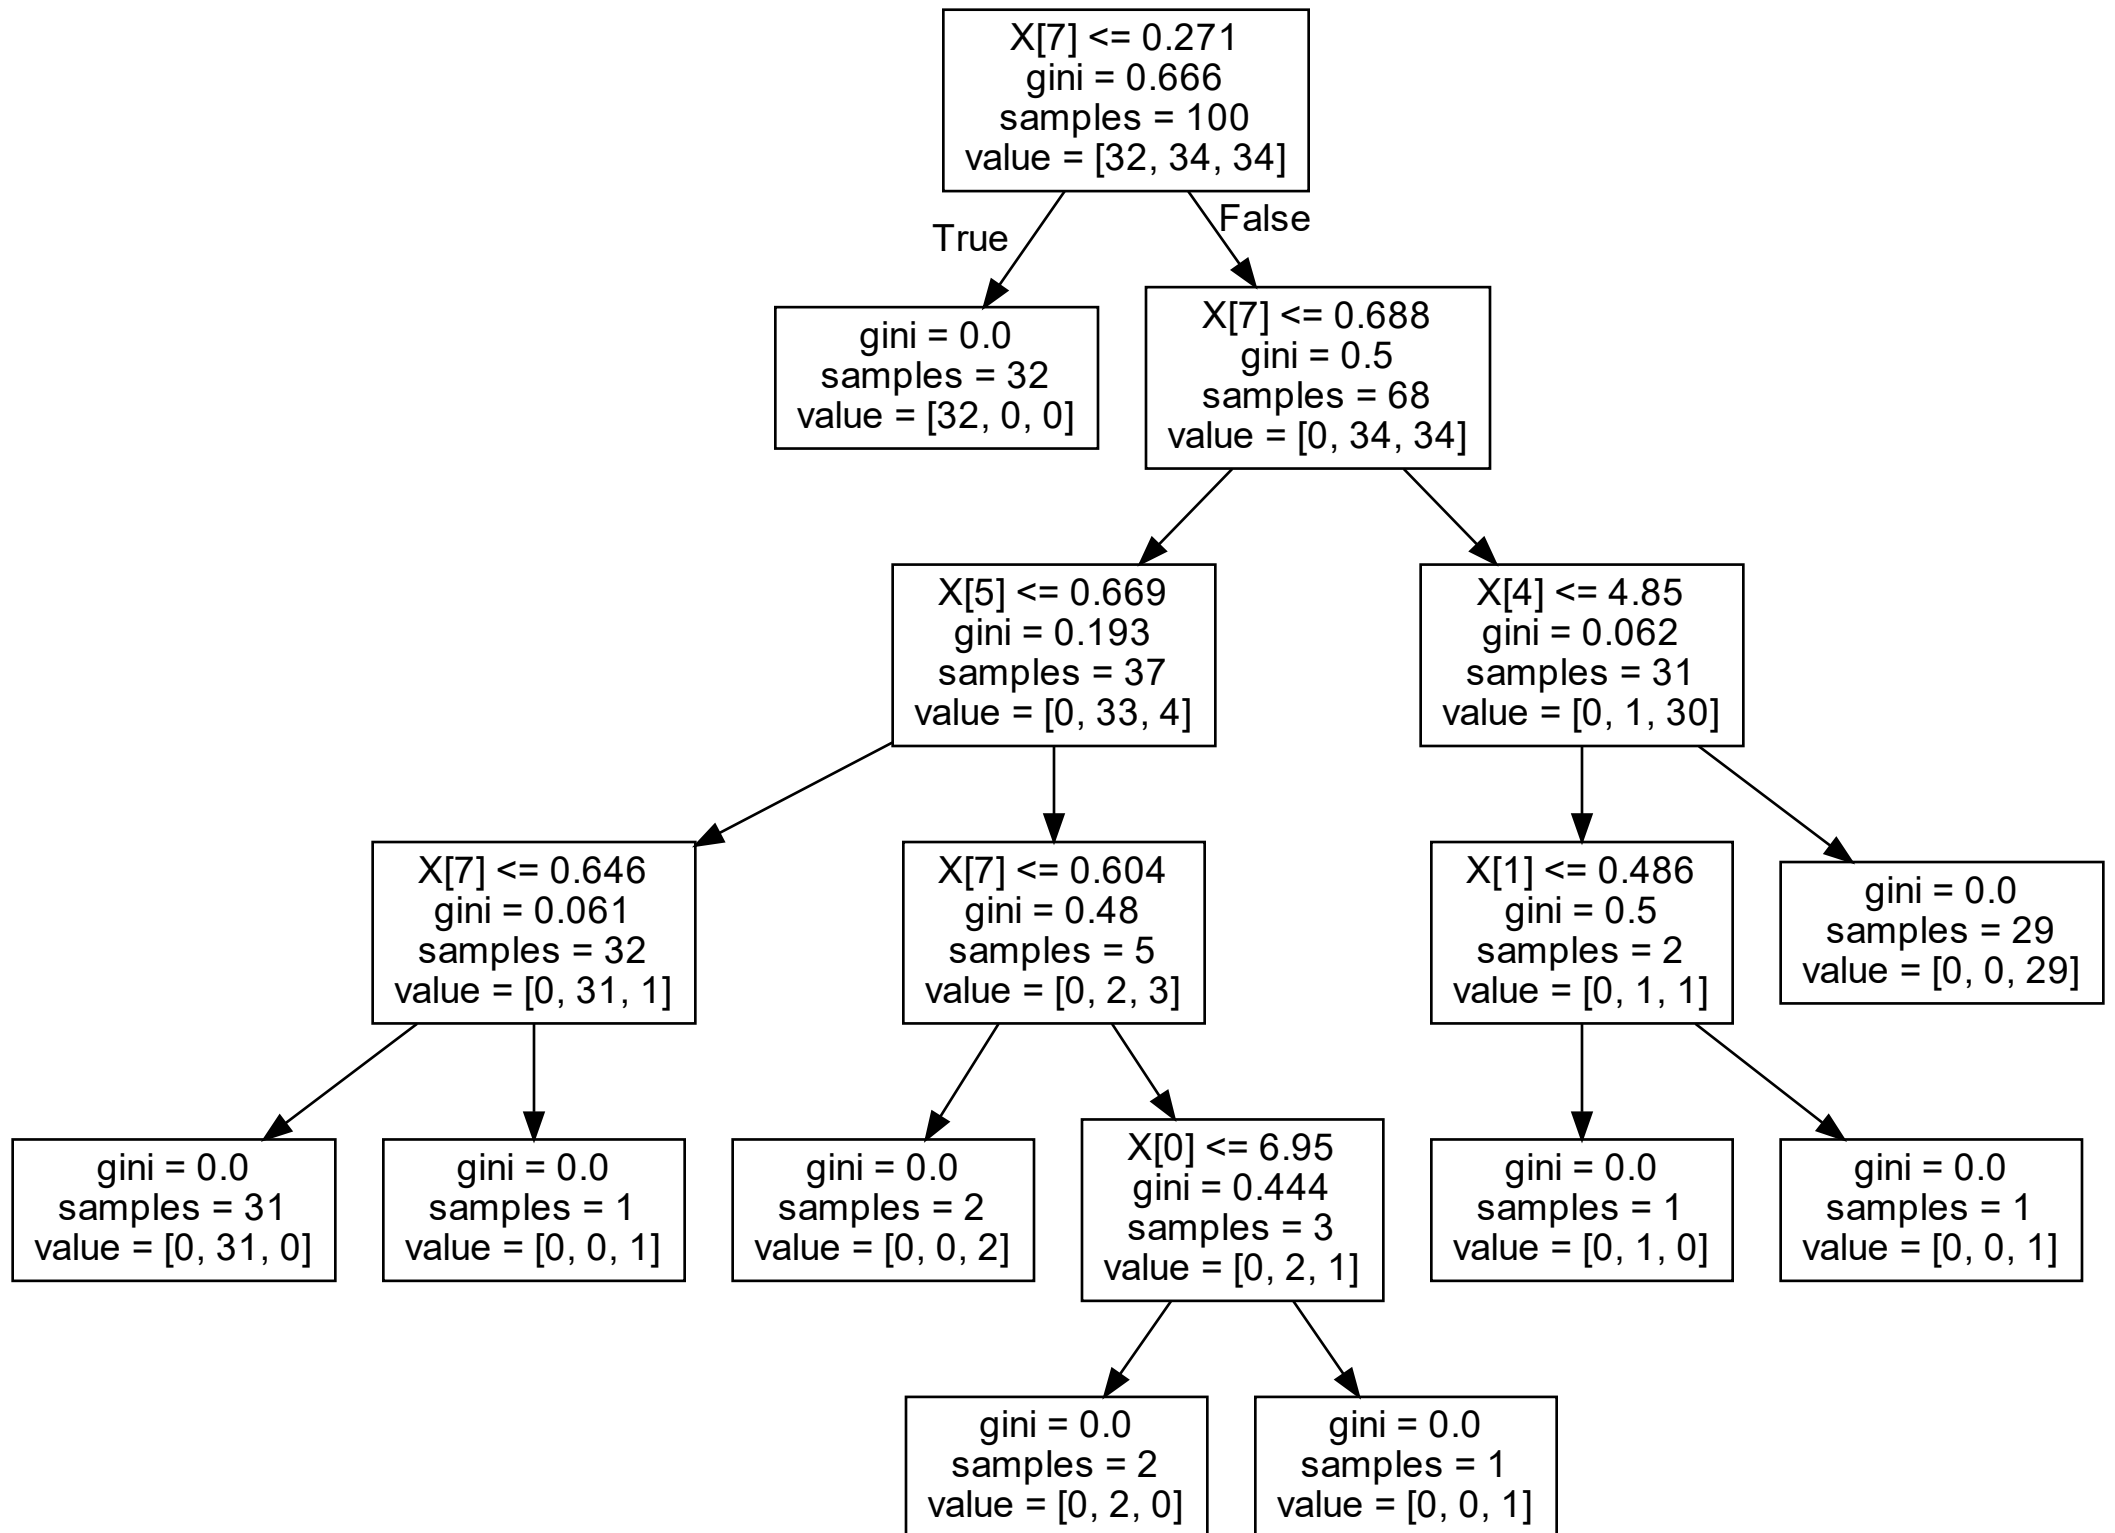 X[7] <= 0.271
gini = 0.666
samples = 100
value = [32, 34, 34]
True
False
gini = 0.0
samples = 32
value = [32, 0, 0]
X[7] <= 0.688
gini = 0.5
samples = 68
value = [0, 34, 34]
X[5] <= 0.669
gini = 0.193
samples = 37
value = [0, 33, 4]
X[4] <= 4.85
gini = 0.062
samples = 31
value = [0, 1, 30]
X[7] <= 0.646
gini = 0.061
samples = 32
value = [0, 31, 1]
X[7] <= 0.604
gini = 0.48
samples = 5
value = [0, 2, 3]
X[1] <= 0.486
gini = 0.5
samples = 2
value = [0, 1, 1]
gini = 0.0
samples = 29
value = [0, 0, 29]
gini = 0.0
samples = 31
value = [0, 31, 0]
gini = 0.0
samples = 1
value = [0, 0, 1]
gini = 0.0
samples = 2
value = [0, 0, 2]
X[0] <= 6.95
gini = 0.444
samples = 3
value = [0, 2, 1]
gini = 0.0
samples = 1
value = [0, 1, 0]
gini = 0.0
samples = 1
value = [0, 0, 1]
gini = 0.0
samples = 2
value = [0, 2, 0]
gini = 0.0
samples = 1
value = [0, 0, 1]